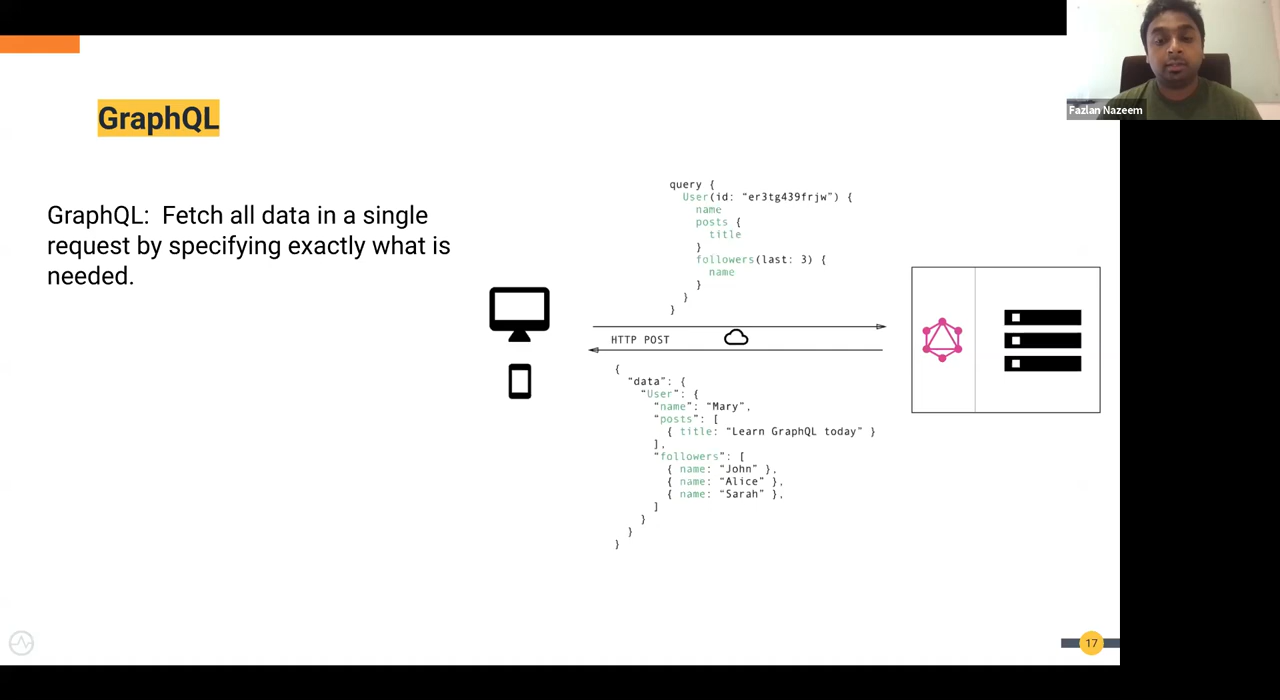 Fazlan Nazeem
GraphQL
GraphQL:  Fetch all data in a single
request by specifying exactly what is
needed.
query {
User(id: “er3tg439frjw”) {
name
posts {
title
}
followers(last: 3) {
name
}
}
}
HTTP POST
{
“data”: {
“User”: {
“name”: “Mary”,
“posts”: [
{ title: “Learn GraphQL today” }
],
“followers”: [
{ name: “John” },
{ name: “Alice” },
{ name: “Sarah” },
]
}
}
}
17